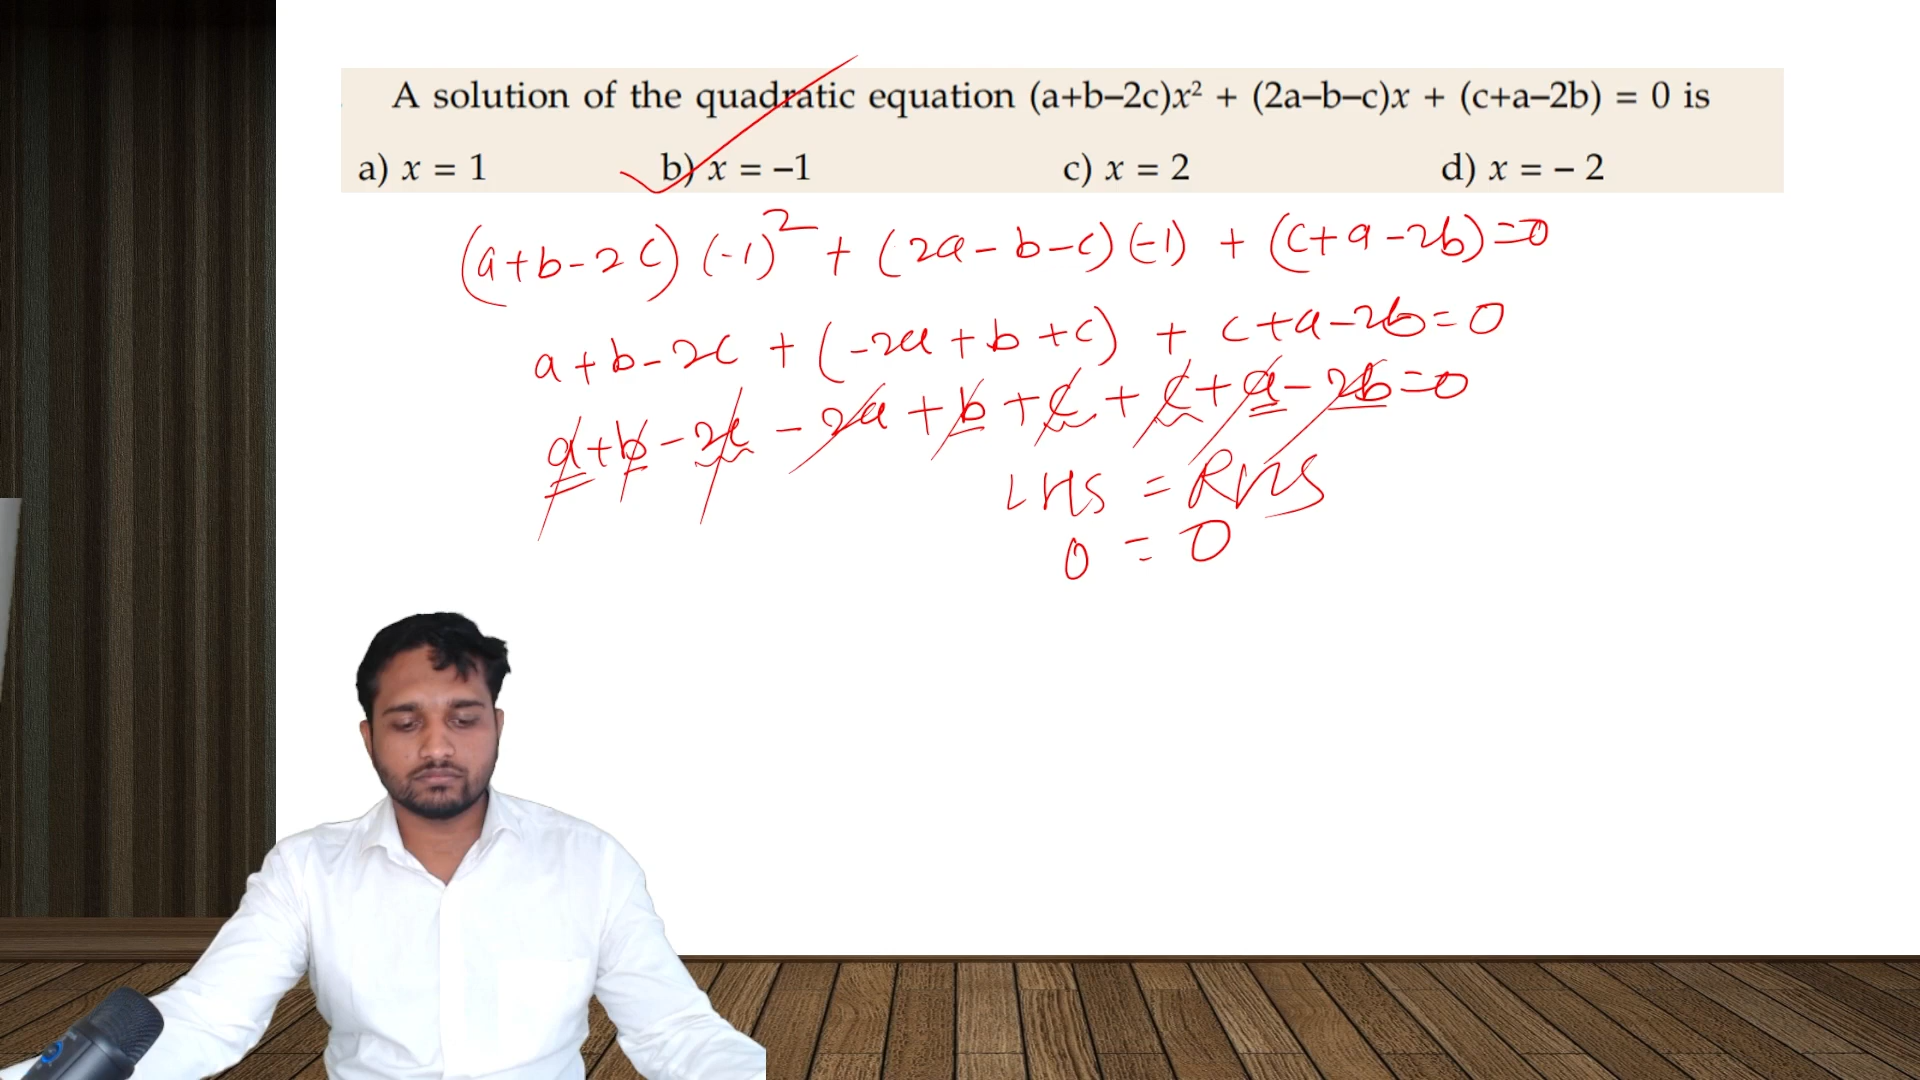 A solution of the quadratic equation (a+b–2c)x² + (2a–b–c)x + (c+a–2b) = 0 is
a) x = 1 b) x = –1 c) x = 2 d) x = – 2
(a+b-2c) (-1)² + (2a-b-c) (-1) + (c+a-2b)=0
a+b-2c + (-2a+b+c) + c+a-2b=0
a+b-2c-2a+b+c+c+a-2b=0
LHS = RHS
0 = 0